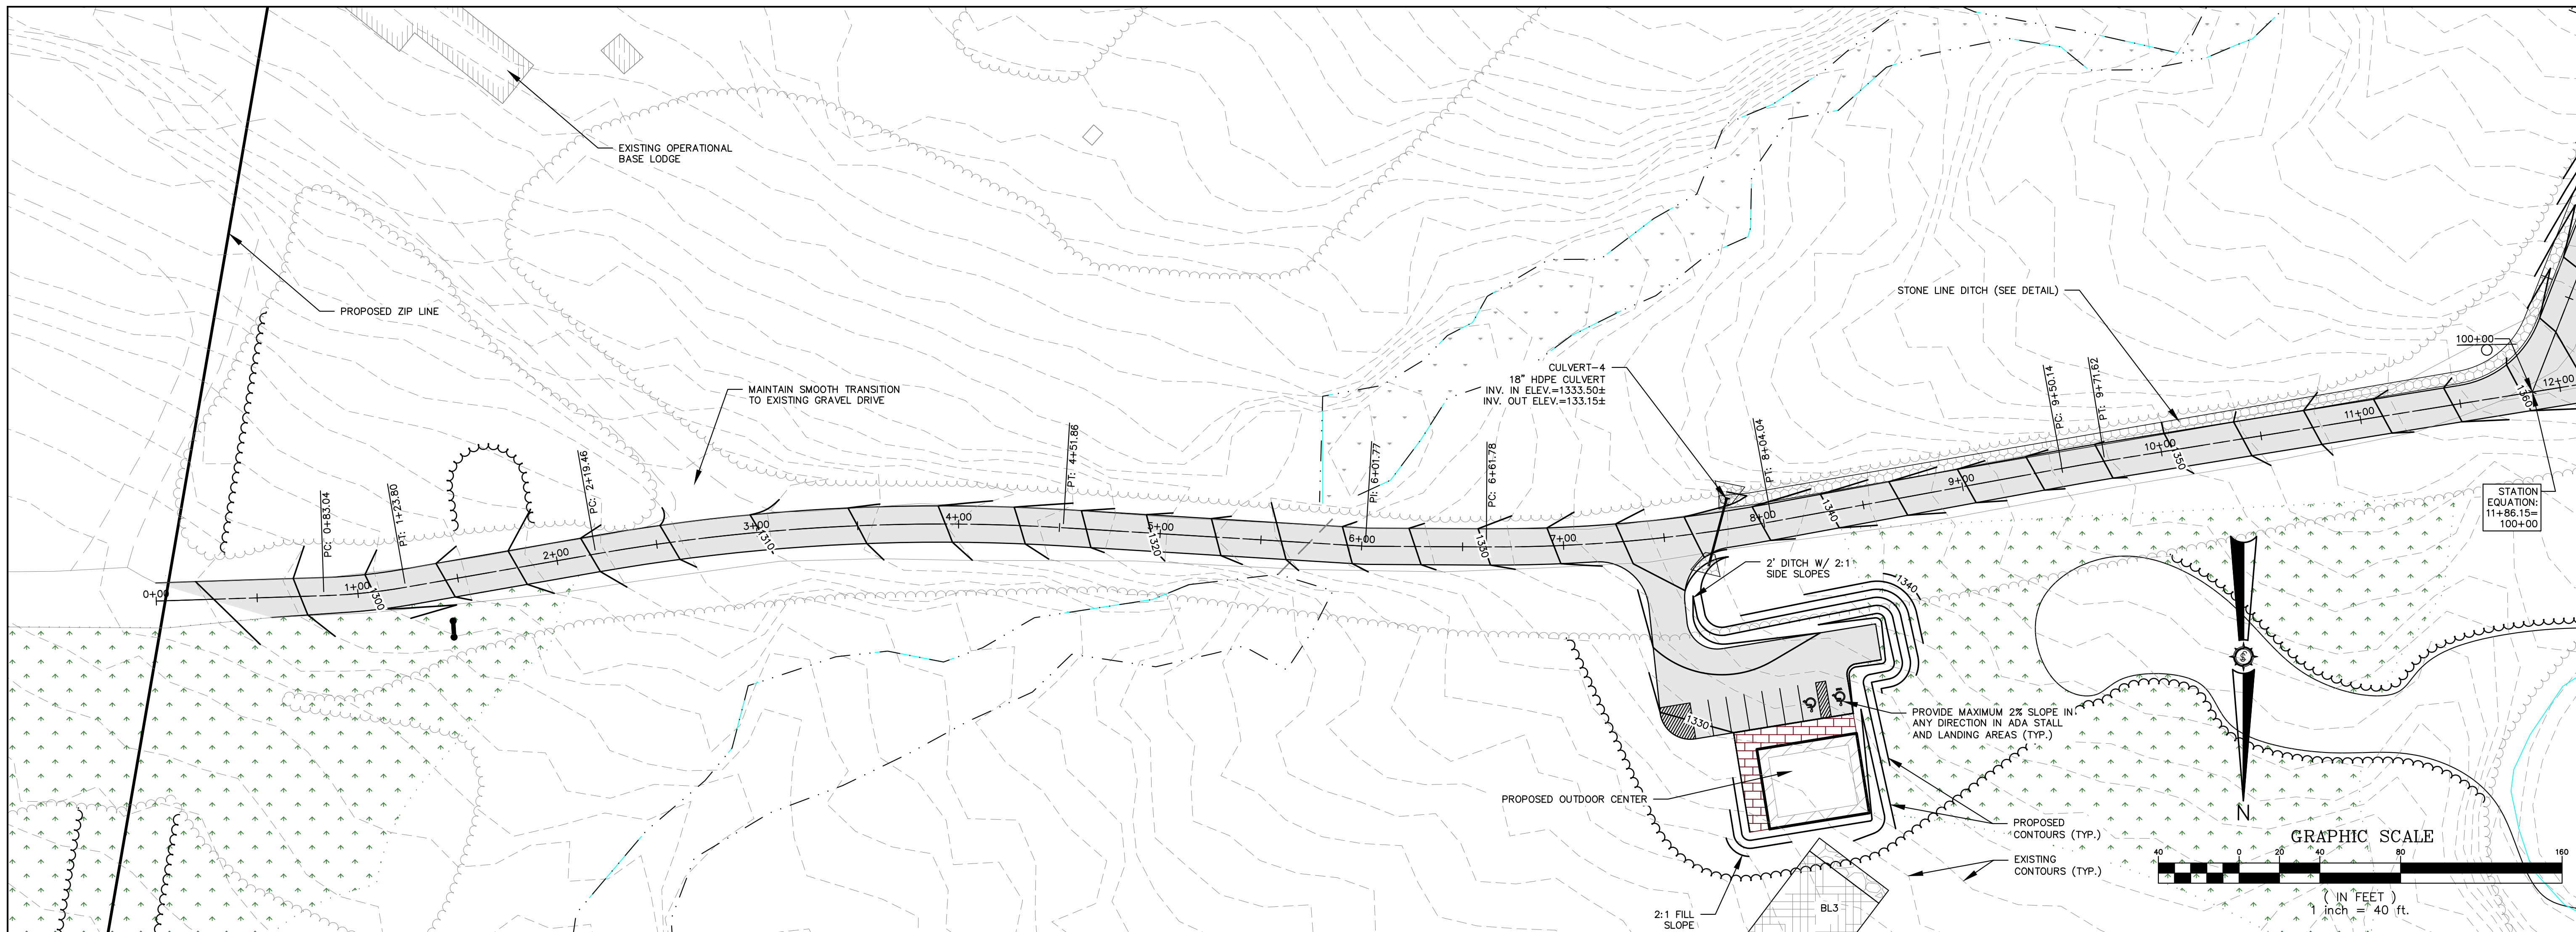 EXISTING OPERATIONAL
BASE LODGE
PROPOSED ZIP LINE
MAINTAIN SMOOTH TRANSITION
TO EXISTING GRAVEL DRIVE
STONE LINE DITCH (SEE DETAIL)
CULVERT-4
18" HDPE CULVERT
INV. IN ELEV.=1333.50±
INV. OUT ELEV.=133.15±
PC: 0+83.04
PT: 1+23.80
PC: 2+19.46
PT: 4+51.86
PI: 6+01.77
PC: 6+61.78
PT: 8+04.04
PC: 9+50.14
PT: 9+71.62
100+00
0+00
1+00
2+00
3+00
4+00
5+00
6+00
7+00
8+00
9+00
10+00
11+00
12+00
1300
1310
1320
1330
1340
1350
1360
STATION
EQUATION:
11+86.15=
100+00
2' DITCH W/ 2:1
SIDE SLOPES
1340
1330
PROVIDE MAXIMUM 2% SLOPE IN
ANY DIRECTION IN ADA STALL
AND LANDING AREAS (TYP.)
PROPOSED OUTDOOR CENTER
PROPOSED
CONTOURS (TYP.)
EXISTING
CONTOURS (TYP.)
2:1 FILL
SLOPE
BL3
N
GRAPHIC SCALE
40 0 20 40 80 160
( IN FEET )
1 inch = 40 ft.